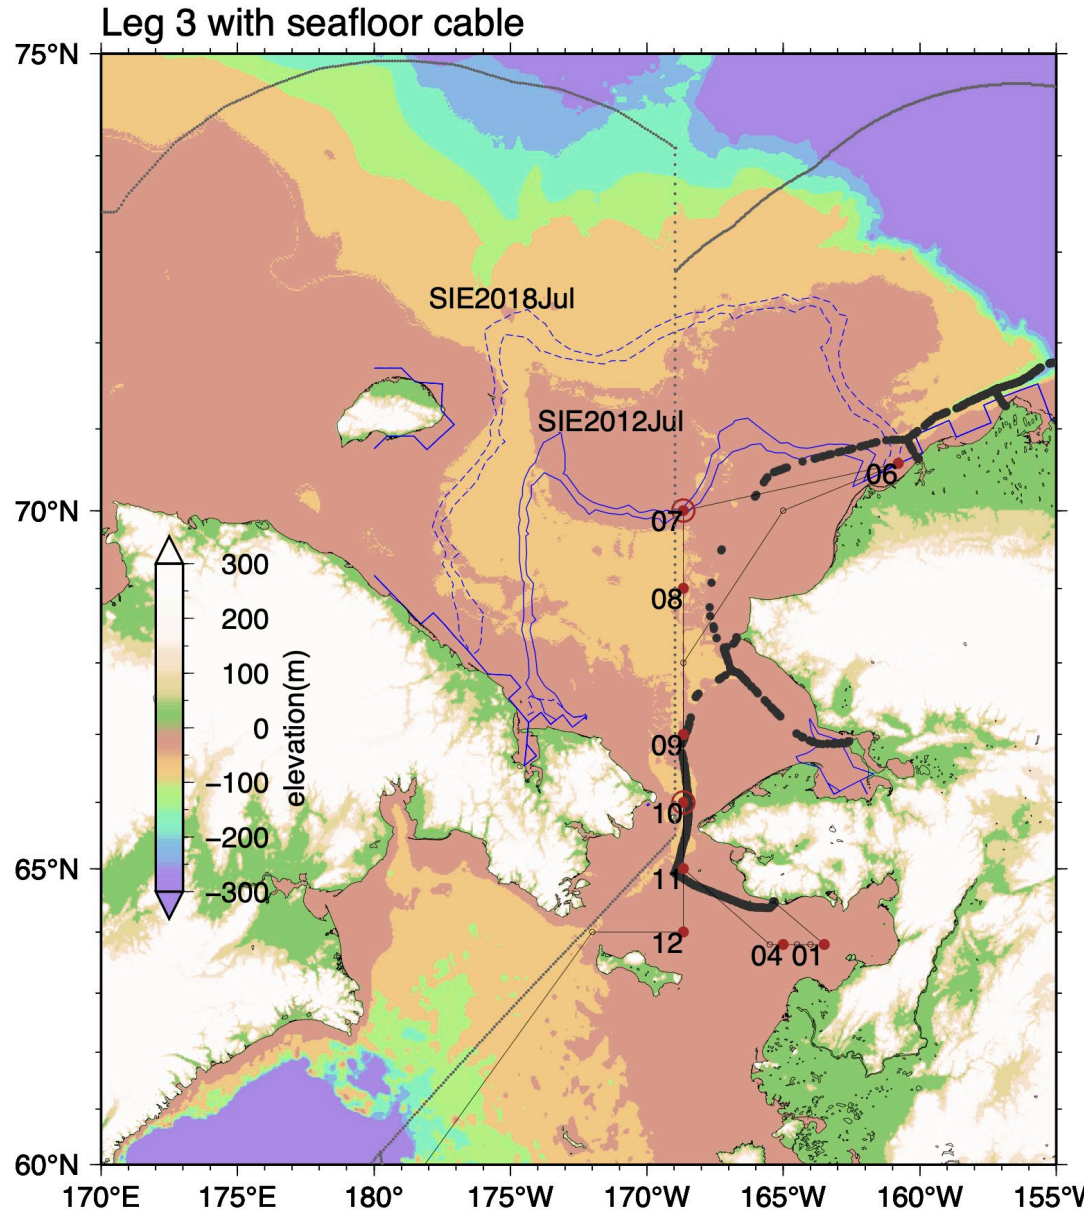 Leg 3 with seafloor cable
75°N
SIE2018Jul
SIE2012Jul
06
70°N
07
300
08
200
100
elevation(m)
0
09
−100
10
−200
65°N
11
−300
12
04 01
60°N
170°E 175°E 180° 175°W 170°W 165°W 160°W 155°W